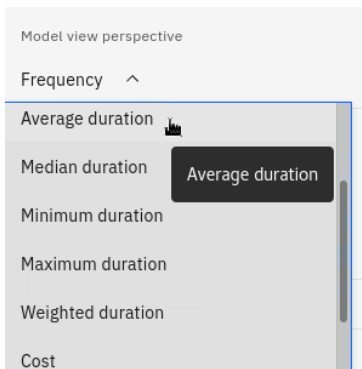 Model view perspective
Frequency
Average duration
Median duration
Average duration
Minimum duration
Maximum duration
Weighted duration
Cost